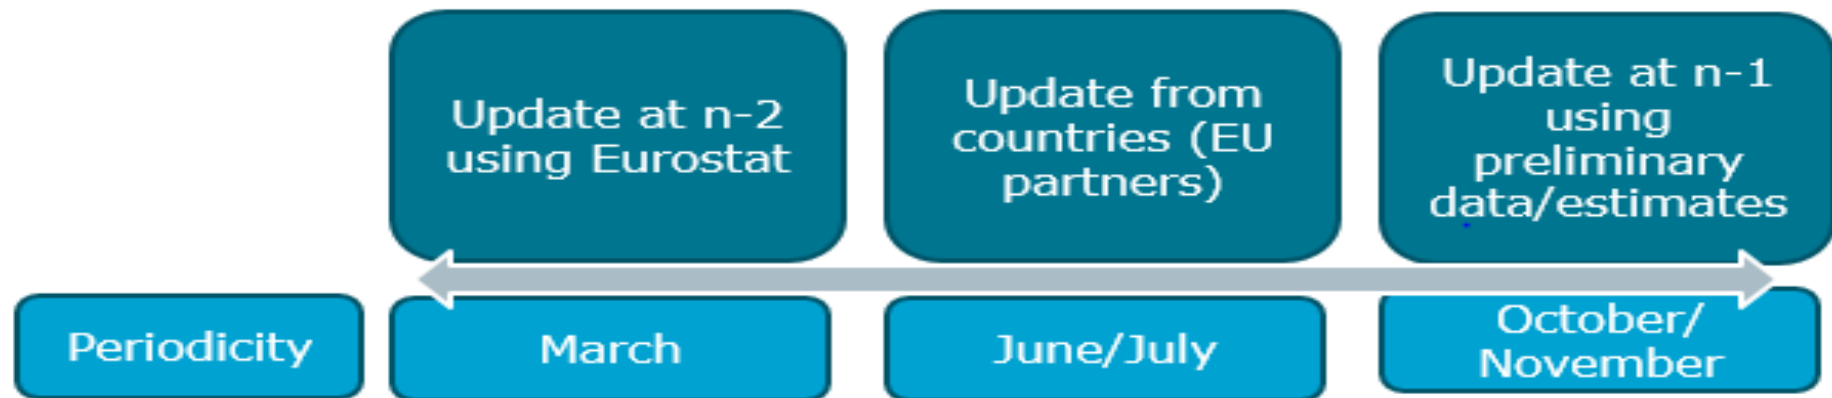 Update at n-2
using Eurostat
Update from
countries (EU
partners)
Update at n-1
using
preliminary
data/estimates
Periodicity
March
June/July
October/
November